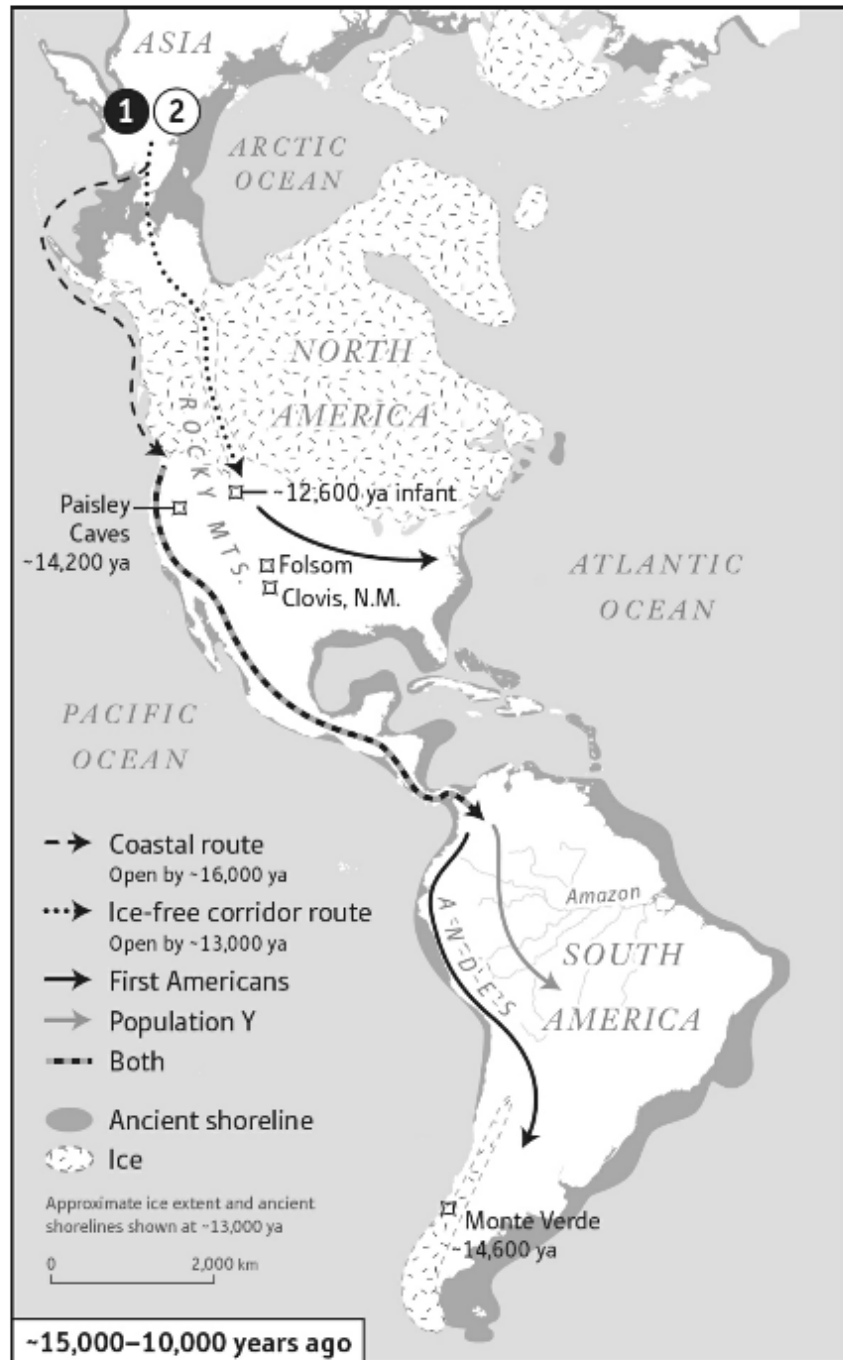 ASIA
1 2
ARCTIC
OCEAN
NORTH
AMERICA
ROCKY MTS.
~12,600 ya infant
Paisley
Caves
~14,200 ya
Folsom
Clovis, N.M.
ATLANTIC
OCEAN
PACIFIC
OCEAN
Coastal route
Open by ~16,000 ya
Ice-free corridor route
Open by ~13,000 ya
First Americans
Population Y
Both
Ancient shoreline
Ice
Approximate ice extent and ancient
shorelines shown at ~13,000 ya
0 2,000 km
Amazon
ANDES
SOUTH
AMERICA
Monte Verde
~14,600 ya
~15,000–10,000 years ago